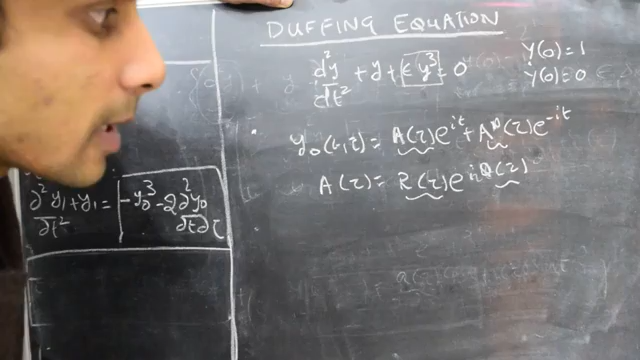 DUFFING EQUATION
d²y/dt² + y + εy³ = 0
y(0)=1
ẏ(0)=0
y₀(t,τ) = A(τ)e^{it} + A*(τ)e^{-it}
A(τ) = R(τ)e^{iθ(τ)}
∂²y₁/∂t² + y₁ = -y₀³ - 2∂²y₀/∂t∂τ